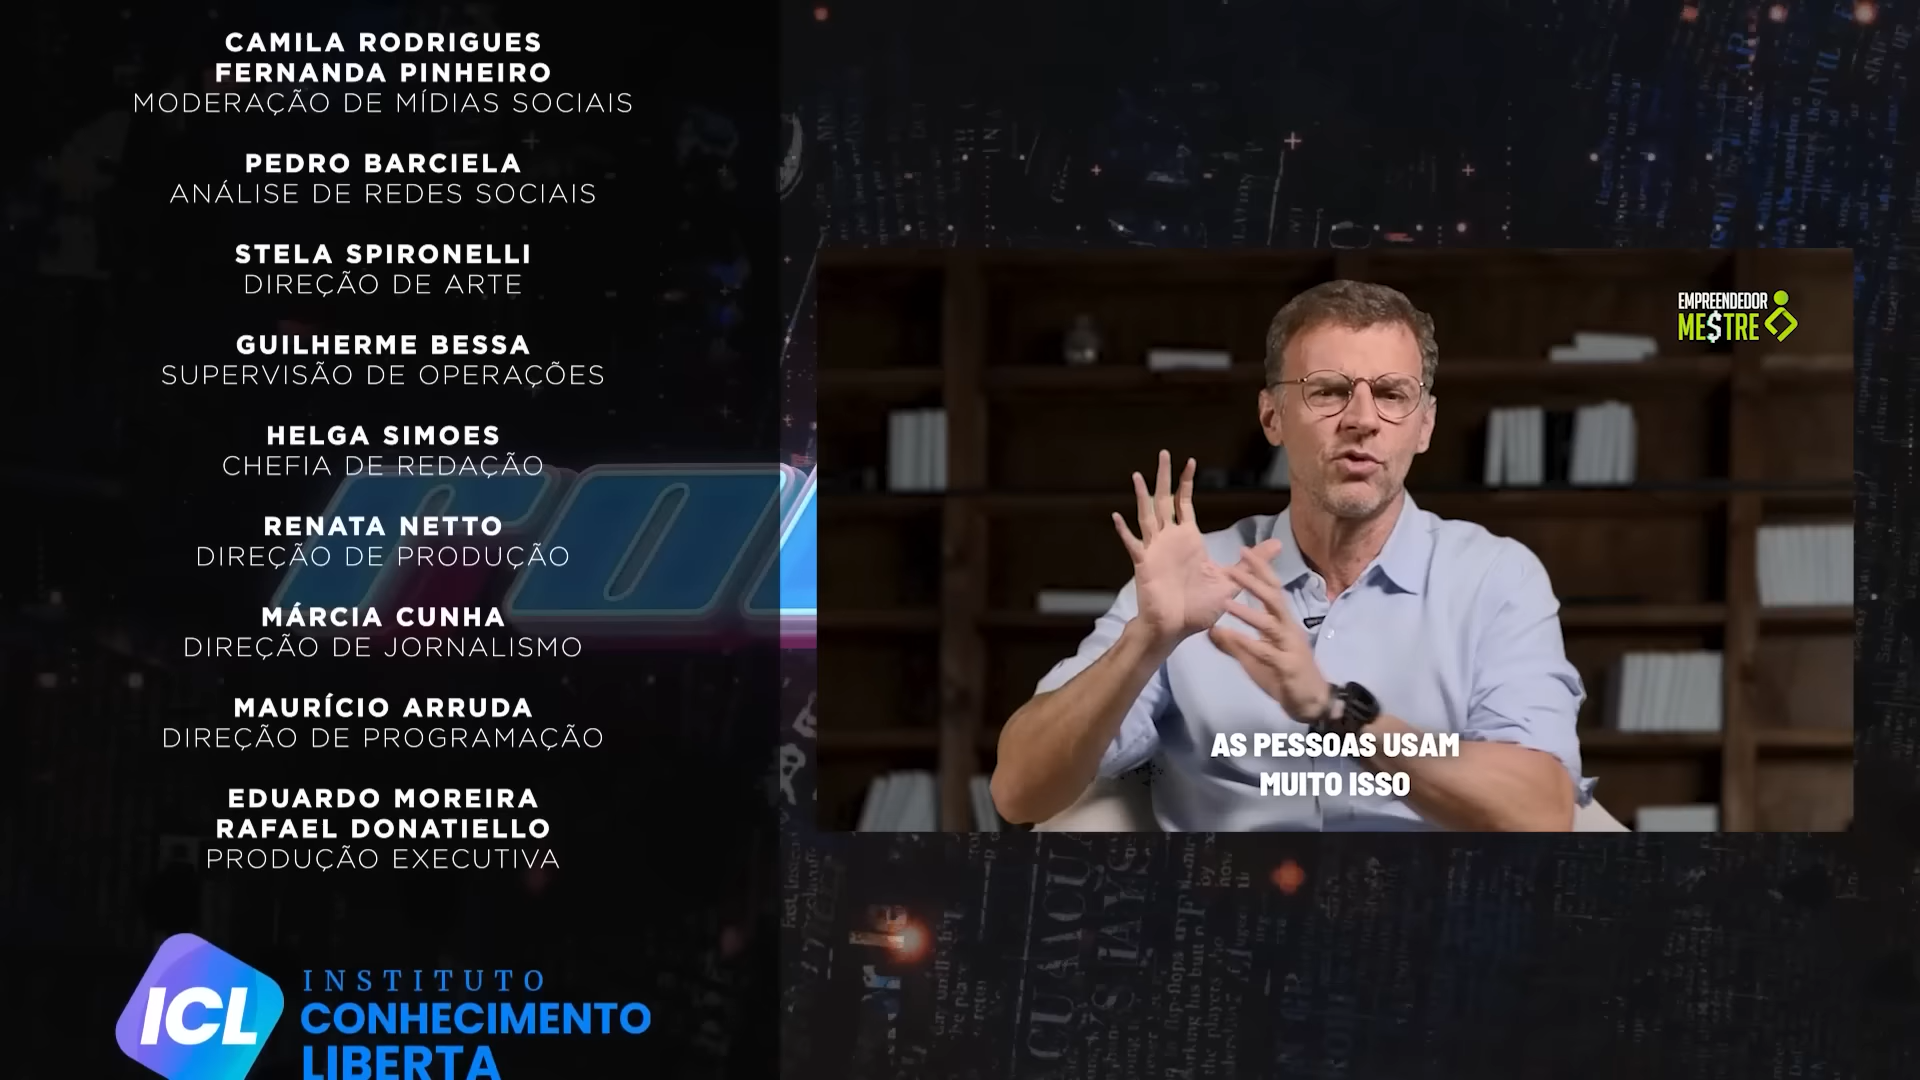 CAMILA RODRIGUES
FERNANDA PINHEIRO
MODERAÇÃO DE MÍDIAS SOCIAIS
PEDRO BARCIELA
ANÁLISE DE REDES SOCIAIS
STELA SPIRONELLI
DIREÇÃO DE ARTE
GUILHERME BESSA
SUPERVISÃO DE OPERAÇÕES
HELGA SIMOES
CHEFIA DE REDAÇÃO
RENATA NETTO
DIREÇÃO DE PRODUÇÃO
MÁRCIA CUNHA
DIREÇÃO DE JORNALISMO
MAURÍCIO ARRUDA
DIREÇÃO DE PROGRAMAÇÃO
EDUARDO MOREIRA
RAFAEL DONATIELLO
PRODUÇÃO EXECUTIVA
ICL
INSTITUTO
CONHECIMENTO
LIBERTA
EMPREENDEDOR
ME$TRE
AS PESSOAS USAM
MUITO ISSO